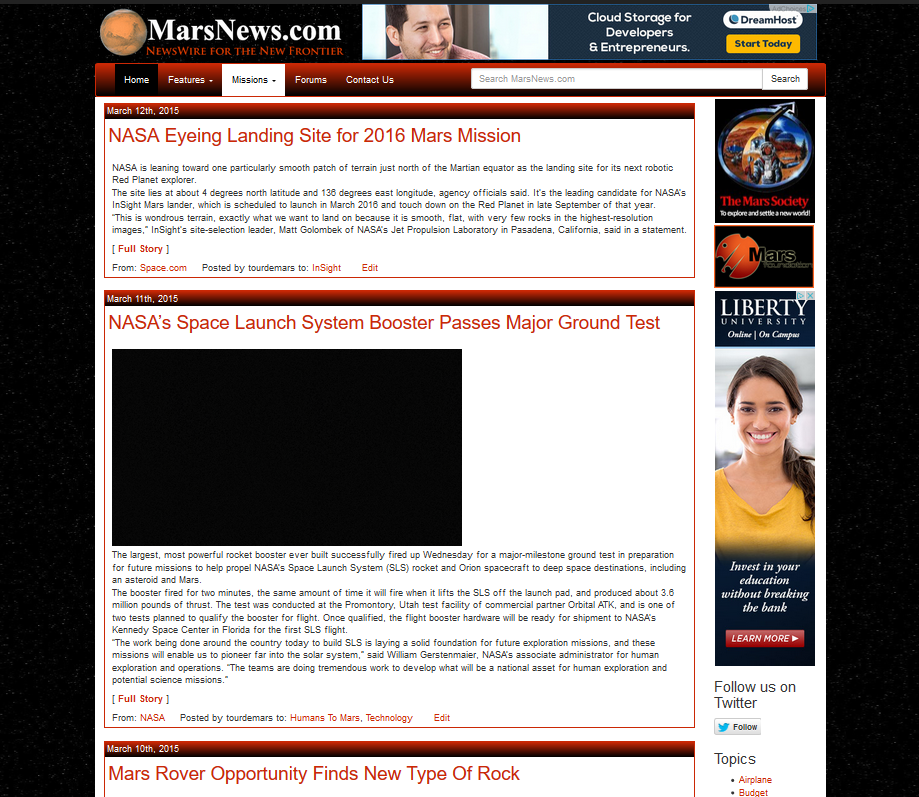 MarsNews.com
NEWSWIRE FOR THE NEW FRONTIER
AdChoices
Cloud Storage for
Developers
& Entrepreneurs.
DreamHost
Start Today
Home Features Missions Forums Contact Us
Search MarsNews.com
Search
March 12th, 2015
NASA Eyeing Landing Site for 2016 Mars Mission
NASA is leaning toward one particularly smooth patch of terrain just north of the Martian equator as the landing site for its next robotic
Red Planet explorer.
The site lies at about 4 degrees north latitude and 136 degrees east longitude, agency officials said. It's the leading candidate for NASA's
InSight Mars lander, which is scheduled to launch in March 2016 and touch down on the Red Planet in late September of that year.
"This is wondrous terrain, exactly what we want to land on because it is smooth, flat, with very few rocks in the highest-resolution
images," InSight's site-selection leader, Matt Golombek of NASA's Jet Propulsion Laboratory in Pasadena, California, said in a statement.
[ Full Story ]
From: Space.com Posted by tourdemars to: InSight Edit
March 11th, 2015
NASA's Space Launch System Booster Passes Major Ground Test
The largest, most powerful rocket booster ever built successfully fired up Wednesday for a major-milestone ground test in preparation
for future missions to help propel NASA's Space Launch System (SLS) rocket and Orion spacecraft to deep space destinations, including
an asteroid and Mars.
The booster fired for two minutes, the same amount of time it will fire when it lifts the SLS off the launch pad, and produced about 3.6
million pounds of thrust. The test was conducted at the Promontory, Utah test facility of commercial partner Orbital ATK, and is one of
two tests planned to qualify the booster for flight. Once qualified, the flight booster hardware will be ready for shipment to NASA's
Kennedy Space Center in Florida for the first SLS flight.
"The work being done around the country today to build SLS is laying a solid foundation for future exploration missions, and these
missions will enable us to pioneer far into the solar system," said William Gerstenmaier, NASA's associate administrator for human
exploration and operations. "The teams are doing tremendous work to develop what will be a national asset for human exploration and
potential science missions."
[ Full Story ]
From: NASA Posted by tourdemars to: Humans To Mars, Technology Edit
March 10th, 2015
Mars Rover Opportunity Finds New Type Of Rock
The Mars Society
To explore and settle a new world!
Mars
foundation
LIBERTY
UNIVERSITY
Online | On Campus
Invest in your
education
without breaking
the bank
LEARN MORE
Follow us on
Twitter
Follow
Topics
Airplane
Budget